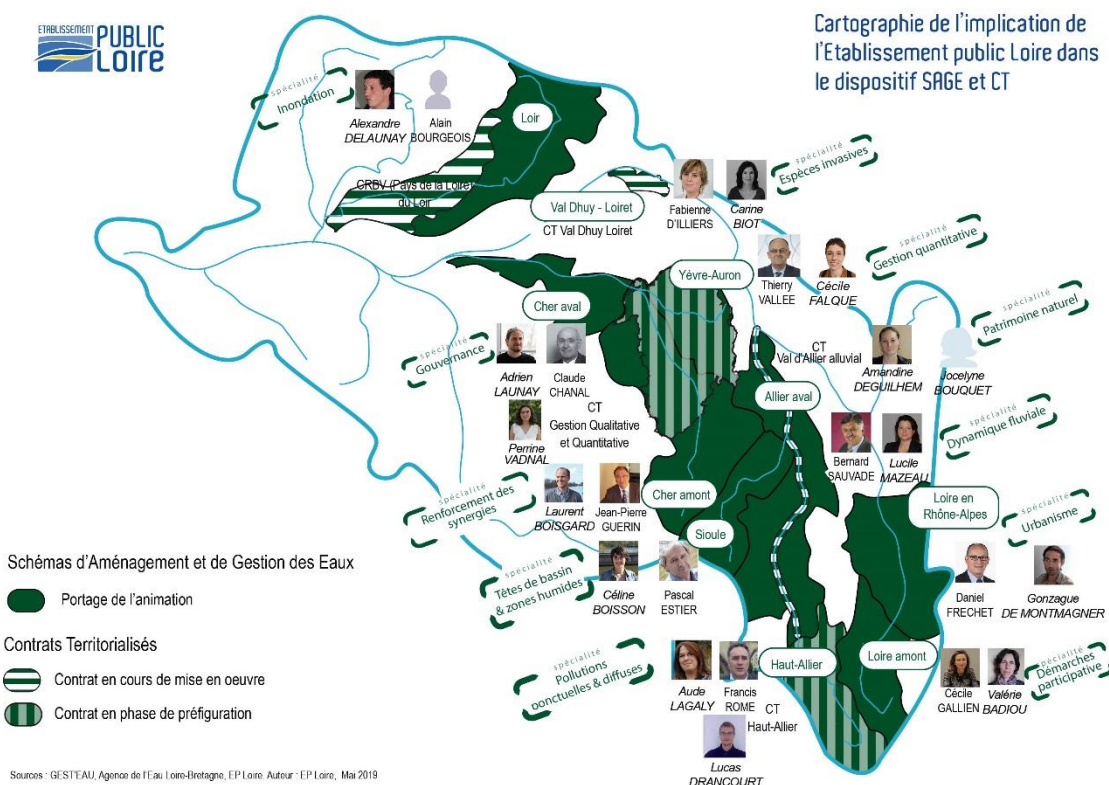 ETABLISSEMENT
PUBLIC
LOIRE
Cartographie de l'implication de
l'Etablissement public Loire dans
le dispositif SAGE et CT
spécialité
Inondation
Alexandre
DELAUNAY
Alain
BOURGEOIS
Loir
CRBV (Pays de la Loire)
du Loir
Val Dhuy - Loiret
CT Val Dhuy Loiret
Fabienne
D'ILLIERS
Carine
BIOT
spécialité
Espèces invasives
Yèvre-Auron
Thierry
VALLEE
Cécile
FALQUE
spécialité
Gestion quantitative
Cher aval
spécialité
Gouvernance
Adrien
LAUNAY
Claude
CHANAL
Perrine
VADNAL
CT
Gestion Qualitative
et Quantitative
CT
Val d'Allier alluvial
Amandine
DEGUILHEM
Jocelyne
BOUQUET
spécialité
Patrimoine naturel
Allier aval
Bernard
SAUVADE
Lucile
MAZEAU
spécialité
Dynamique fluviale
spécialité
Renforcement des
synergies
Laurent
BOISGARD
Jean-Pierre
GUERIN
Cher amont
Loire en
Rhône-Alpes
spécialité
Urbanisme
Daniel
FRECHET
Gonzague
DE MONTMAGNER
Sioule
spécialité
Têtes de bassin
& zones humides
Céline
BOISSON
Pascal
ESTIER
spécialité
Pollutions
ponctuelles & diffuses
Aude
LAGALY
Francis
ROME
CT
Haut-Allier
Haut-Allier
Lucas
DRANCOURT
Loire amont
Cécile
GALLIEN
Valérie
BADIOU
spécialité
Démarches
participative
Schémas d'Aménagement et de Gestion des Eaux
Portage de l'animation
Contrats Territorialisés
Contrat en cours de mise en oeuvre
Contrat en phase de préfiguration
Sources : GEST'EAU, Agence de l'Eau Loire-Bretagne, EP Loire. Auteur : EP Loire, Mai 2019